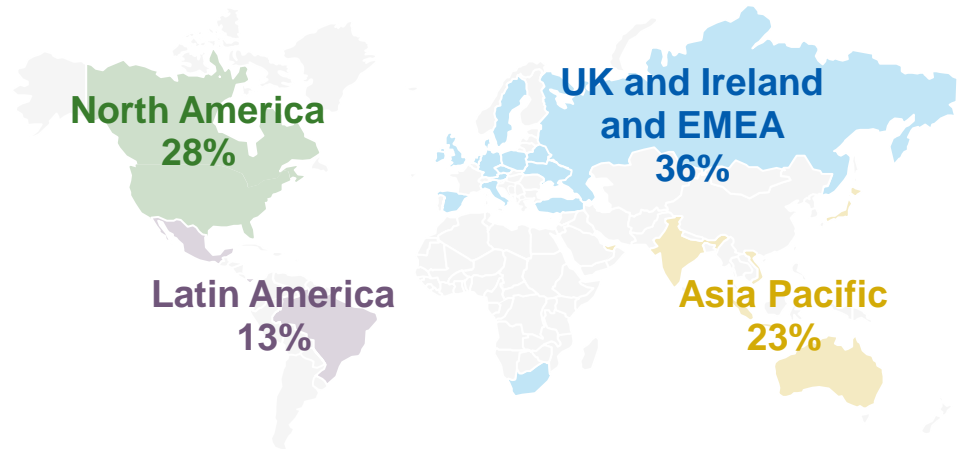 North America
28%
UK and Ireland
and EMEA
36%
Latin America
13%
Asia Pacific
23%